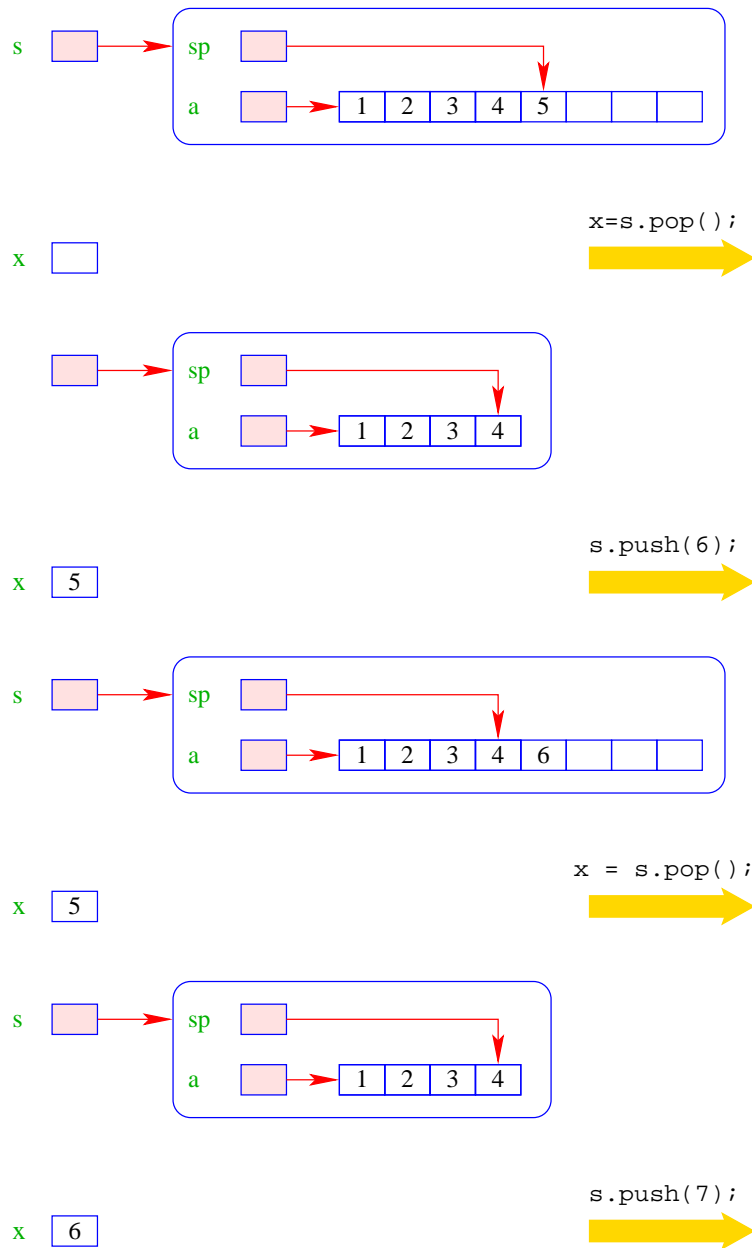 s sp
a 1 2 3 4 5
x=s.pop();
x
sp
a 1 2 3 4
s.push(6);
x 5
s sp
a 1 2 3 4 6
x = s.pop();
x 5
s sp
a 1 2 3 4
s.push(7);
x 6